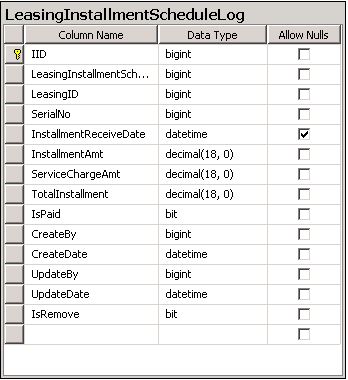 LeasingInstallmentScheduleLog
Column Name Data Type Allow Nulls
IID bigint
LeasingInstallmentSch... bigint
LeasingID bigint
SerialNo bigint
InstallmentReceiveDate datetime
InstallmentAmt decimal(18, 0)
ServiceChargeAmt decimal(18, 0)
TotalInstallment decimal(18, 0)
IsPaid bit
CreateBy bigint
CreateDate datetime
UpdateBy bigint
UpdateDate datetime
IsRemove bit